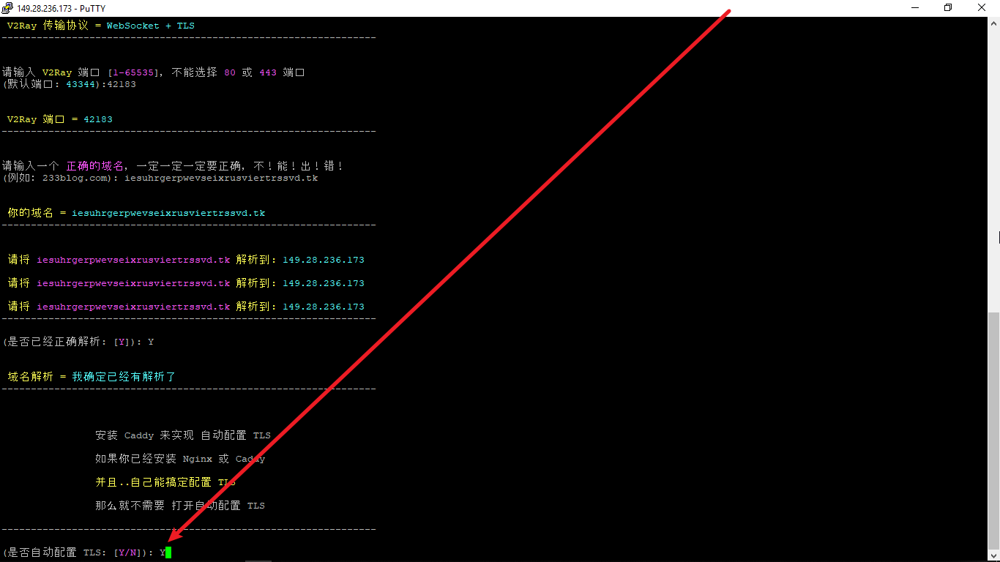 149.28.236.173 - PuTTY
V2Ray 传输协议 = WebSocket + TLS
----------------------------------------------------------------
请输入 V2Ray 端口 [1-65535]，不能选择 80 或 443 端口
(默认端口: 43344):42183
V2Ray 端口 = 42183
----------------------------------------------------------------
请输入一个 正确的域名，一定一定一定要正确，不！能！出！错！
(例如: 233blog.com): iesuhrgerpwevseixrusviertrssvd.tk
你的域名 = iesuhrgerpwevseixrusviertrssvd.tk
----------------------------------------------------------------
请将 iesuhrgerpwevseixrusviertrssvd.tk 解析到: 149.28.236.173
请将 iesuhrgerpwevseixrusviertrssvd.tk 解析到: 149.28.236.173
请将 iesuhrgerpwevseixrusviertrssvd.tk 解析到: 149.28.236.173
----------------------------------------------------------------
(是否已经正确解析: [Y]): Y
域名解析 = 我确定已经有解析了
----------------------------------------------------------------
安装 Caddy 来实现 自动配置 TLS
如果你已经安装 Nginx 或 Caddy
并且..自己能搞定配置 TLS
那么就不需要 打开自动配置 TLS
----------------------------------------------------------------
(是否自动配置 TLS: [Y/N]): Y